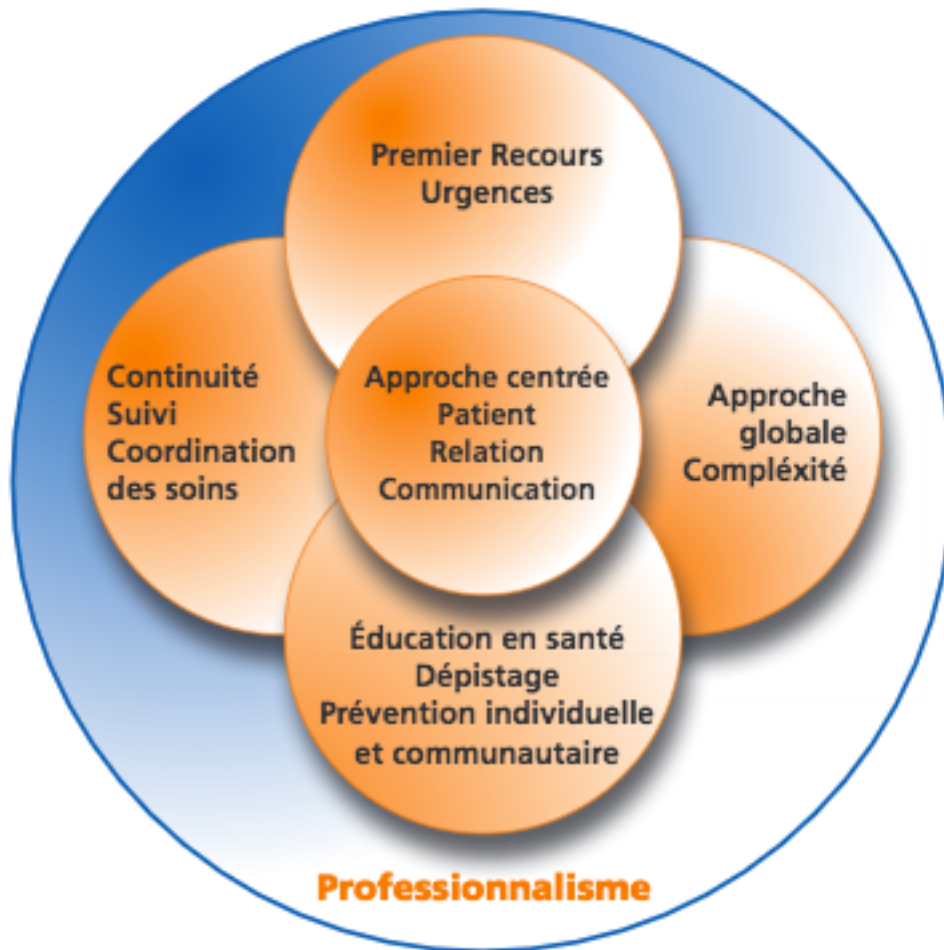 Premier Recours
Urgences
Continuité
Suivi
Coordination
des soins
Approche centrée
Patient
Relation
Communication
Approche
globale
Compléxité
Éducation en santé
Dépistage
Prévention individuelle
et communautaire
Professionnalisme